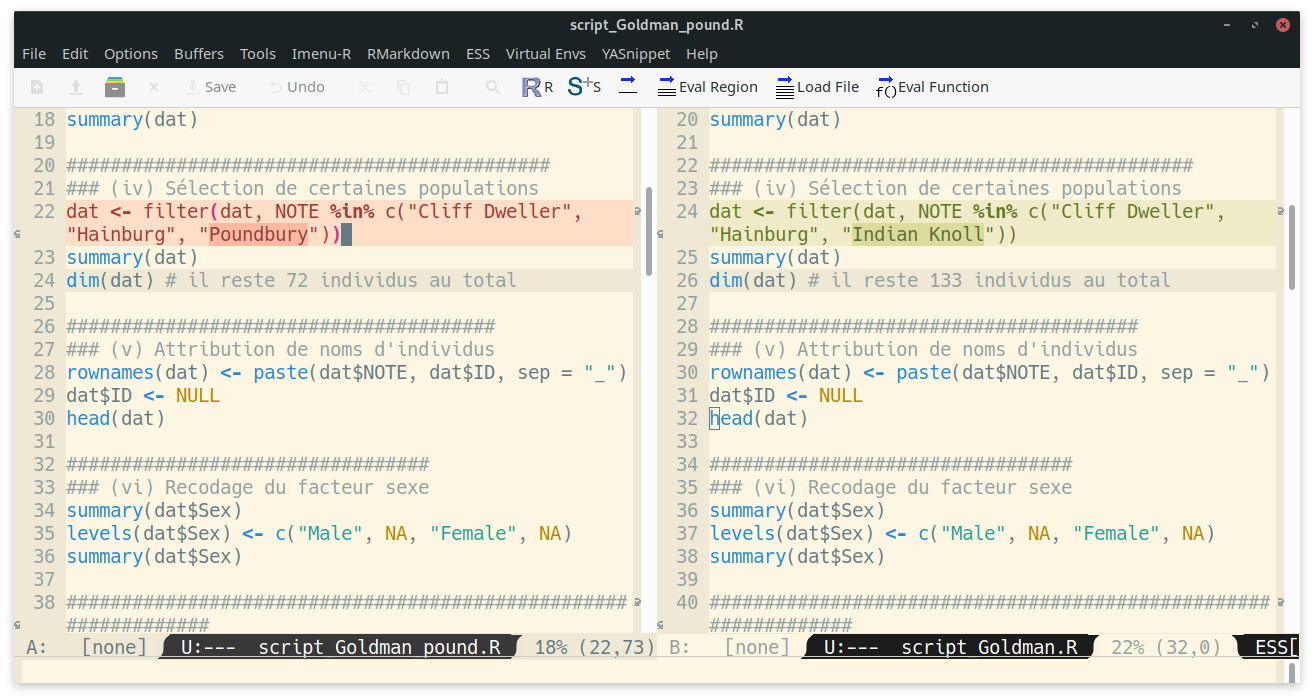 script_Goldman_pound.R
File Edit Options Buffers Tools Imenu-R RMarkdown ESS Virtual Envs YASnippet Help
Save Undo R S+S Eval Region Load File f() Eval Function
18 summary(dat)
19
20 ############################################
21 ### (iv) Sélection de certaines populations
22 dat <- filter(dat, NOTE %in% c("Cliff Dweller",
"Hainburg", "Poundbury"))
23 summary(dat)
24 dim(dat) # il reste 72 individus au total
25
26 #######################################
27 ### (v) Attribution de noms d'individus
28 rownames(dat) <- paste(dat$NOTE, dat$ID, sep = "_")
29 dat$ID <- NULL
30 head(dat)
31
32 #################################
33 ### (vi) Recodage du facteur sexe
34 summary(dat$Sex)
35 levels(dat$Sex) <- c("Male", NA, "Female", NA)
36 summary(dat$Sex)
37
38 ###################################################
#############
A: [none] U:--- script_Goldman_pound.R 18% (22,73)
20 summary(dat)
21
22 ############################################
23 ### (iv) Sélection de certaines populations
24 dat <- filter(dat, NOTE %in% c("Cliff Dweller",
"Hainburg", "Indian Knoll"))
25 summary(dat)
26 dim(dat) # il reste 133 individus au total
27
28 #######################################
29 ### (v) Attribution de noms d'individus
30 rownames(dat) <- paste(dat$NOTE, dat$ID, sep = "_")
31 dat$ID <- NULL
32 head(dat)
33
34 #################################
35 ### (vi) Recodage du facteur sexe
36 summary(dat$Sex)
37 levels(dat$Sex) <- c("Male", NA, "Female", NA)
38 summary(dat$Sex)
39
40 ###################################################
#############
B: [none] U:--- script_Goldman.R 22% (32,0) ESS[